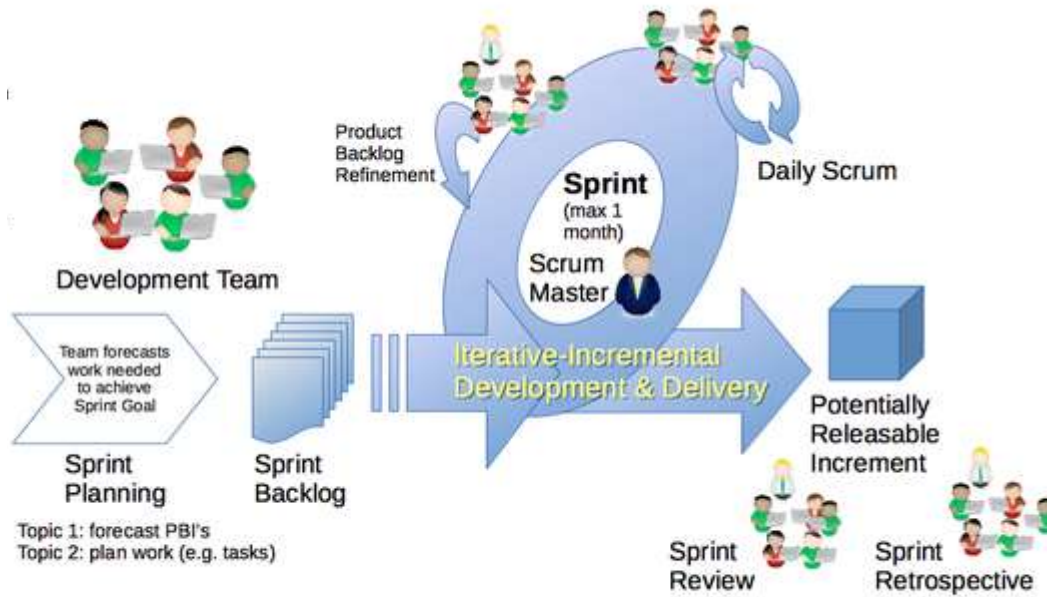 Product
Backlog
Refinement
Daily Scrum
Sprint
(max 1
month)
Scrum
Master
Development Team
Team forecasts
work needed
to achieve
Sprint Goal
Iterative-Incremental
Development & Delivery
Sprint
Planning
Sprint
Backlog
Potentially
Releasable
Increment
Topic 1: forecast PBI's
Topic 2: plan work (e.g. tasks)
Sprint
Review
Sprint
Retrospective